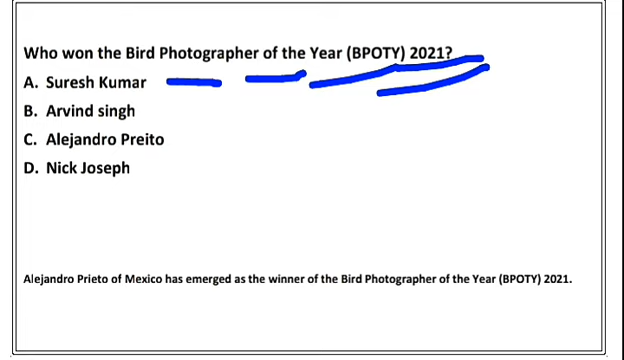 Who won the Bird Photographer of the Year (BPOTY) 2021?
A. Suresh Kumar
B. Arvind singh
C. Alejandro Preito
D. Nick Joseph
Alejandro Prieto of Mexico has emerged as the winner of the Bird Photographer of the Year (BPOTY) 2021.